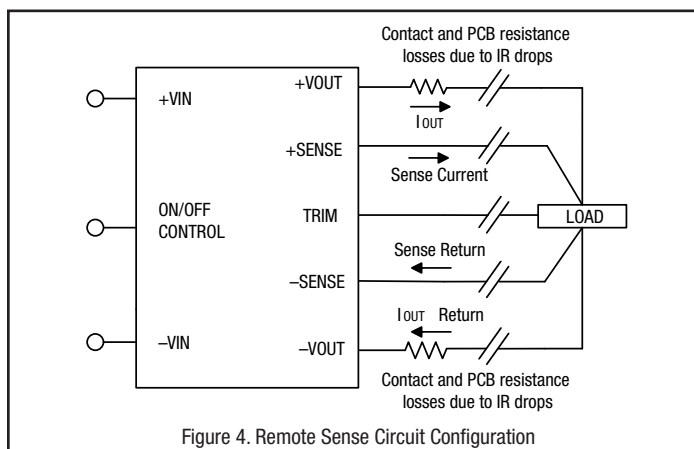 Contact and PCB resistance
losses due to IR drops
+VOUT
+VIN
IOUT
+SENSE
Sense Current
ON/OFF
CONTROL
TRIM
LOAD
Sense Return
–SENSE
IOUT Return
–VIN
–VOUT
Contact and PCB resistance
losses due to IR drops
Figure 4. Remote Sense Circuit Configuration